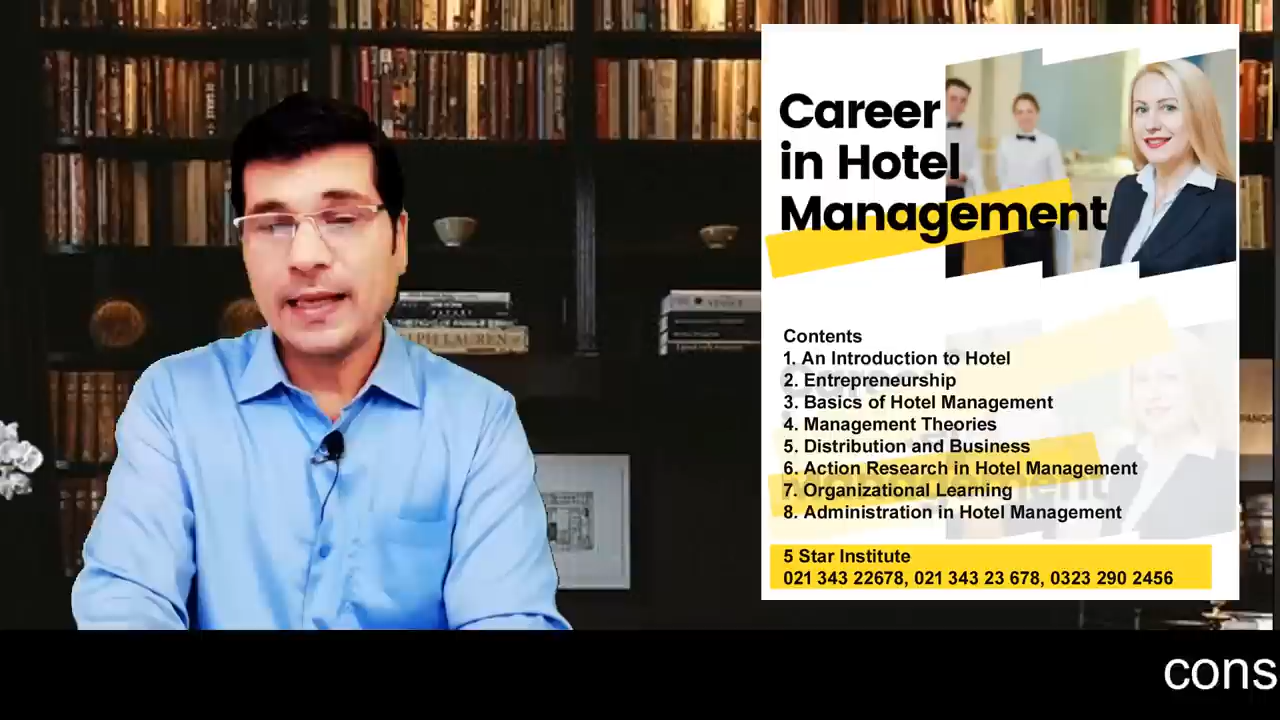 Career
in Hotel
Management
Contents
1. An Introduction to Hotel
2. Entrepreneurship
3. Basics of Hotel Management
4. Management Theories
5. Distribution and Business
6. Action Research in Hotel Management
7. Organizational Learning
8. Administration in Hotel Management
5 Star Institute
021 343 22678, 021 343 23 678, 0323 290 2456
RALPH LAUREN
cons